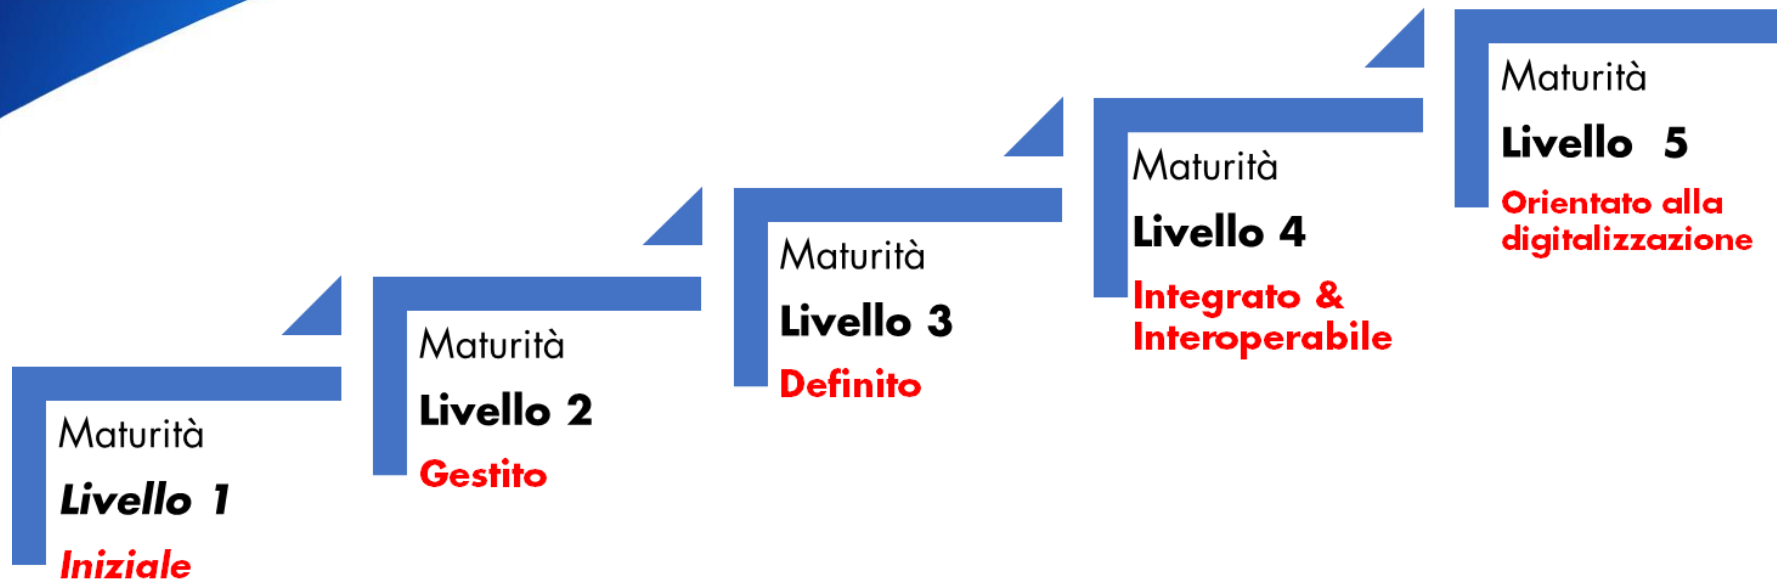 Maturità
Livello 1
Iniziale
Maturità
Livello 2
Gestito
Maturità
Livello 3
Definito
Maturità
Livello 4
Integrato &
Interoperabile
Maturità
Livello 5
Orientato alla
digitalizzazione